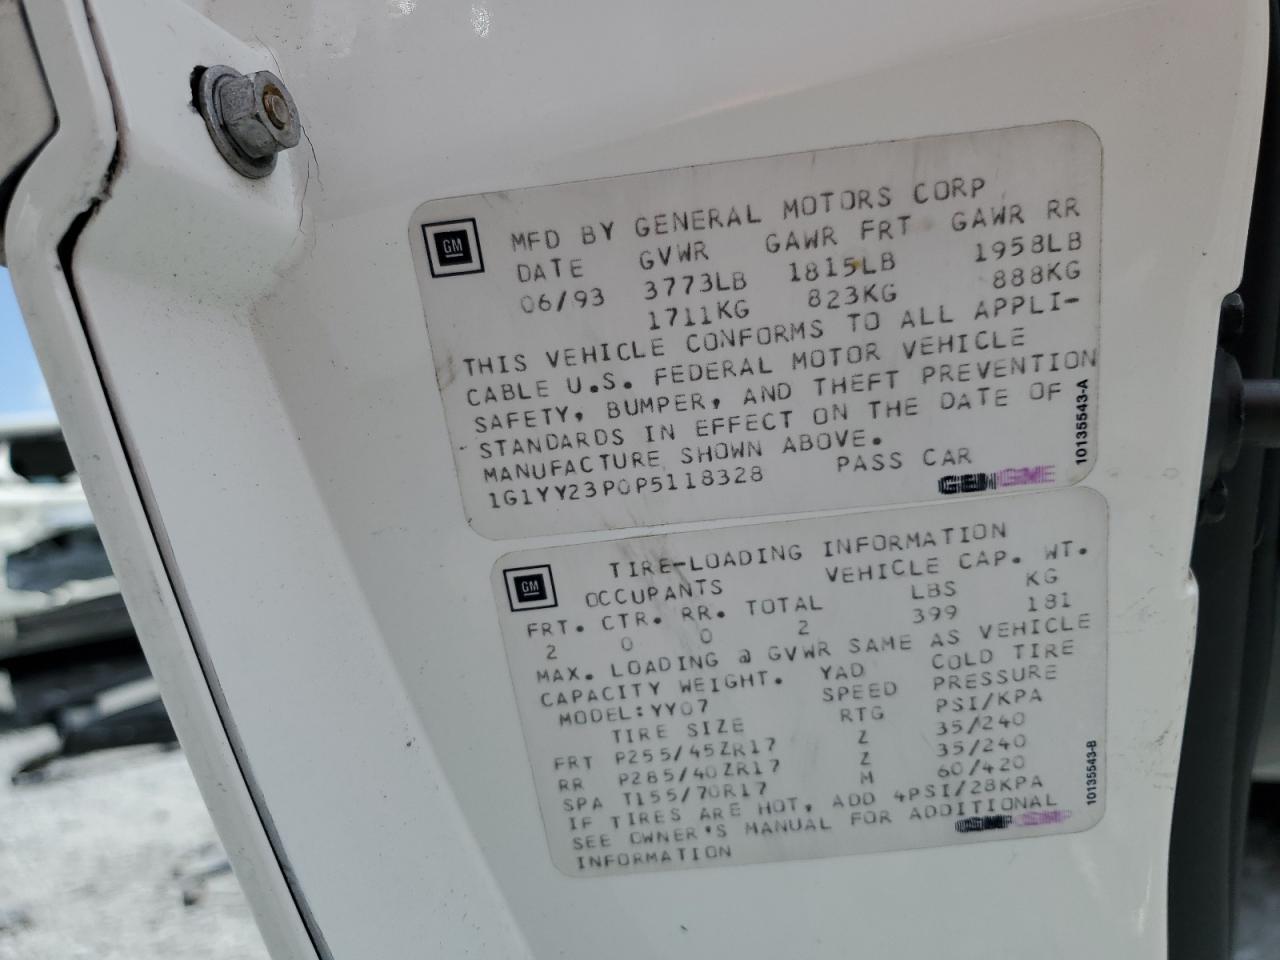 GM
MFD BY GENERAL MOTORS CORP
DATE GVWR GAWR FRT GAWR RR
06/93 3773LB 1815LB 1958LB
1711KG 823KG 888KG
THIS VEHICLE CONFORMS TO ALL APPLI-
CABLE U.S. FEDERAL MOTOR VEHICLE
SAFETY, BUMPER, AND THEFT PREVENTION
STANDARDS IN EFFECT ON THE DATE OF
MANUFACTURE SHOWN ABOVE.
1G1YY23P0P5118328 PASS CAR
10135543-A
GM
TIRE-LOADING INFORMATION
OCCUPANTS VEHICLE CAP. WT.
FRT. CTR. RR. TOTAL LBS KG
2 0 0 2 399 181
MAX. LOADING @ GVWR SAME AS VEHICLE
CAPACITY WEIGHT. YAD COLD TIRE
MODEL:YY07 SPEED PRESSURE
TIRE SIZE RTG PSI/KPA
FRT P255/45ZR17 Z 35/240
RR P285/40ZR17 Z 35/240
SPA T155/70R17 M 60/420
IF TIRES ARE HOT, ADD 4PSI/28KPA
SEE OWNER'S MANUAL FOR ADDITIONAL
INFORMATION
10135543-B